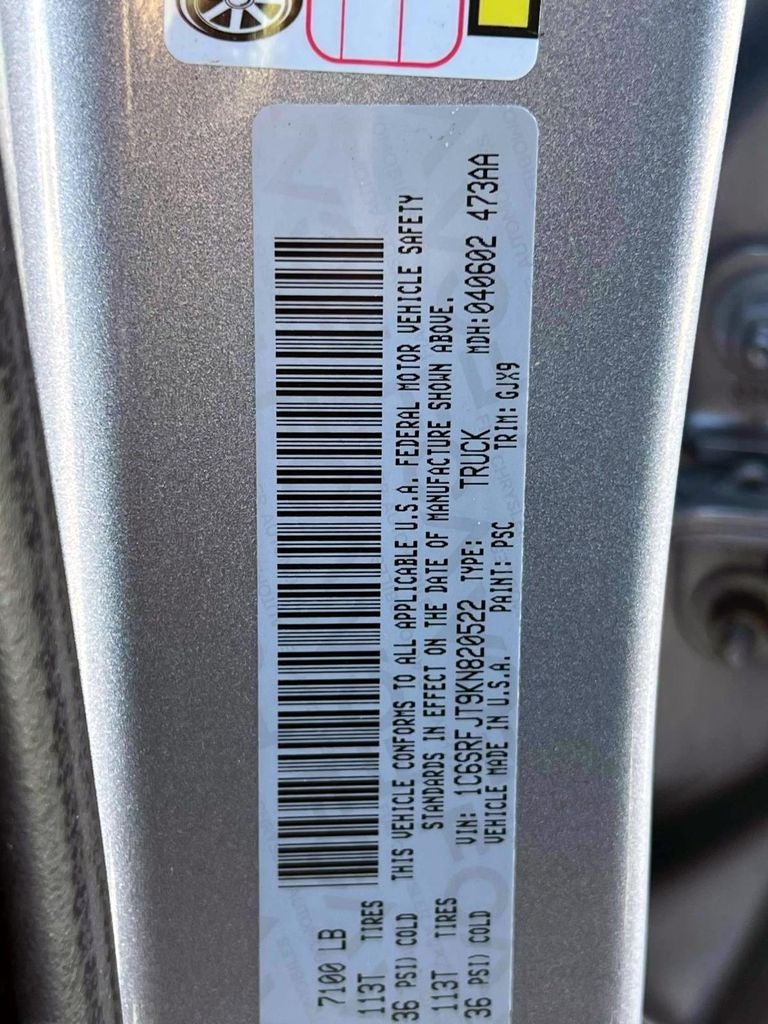 7100 LB
113T TIRES
36 PSI) COLD
113T TIRES
36 PSI) COLD
THIS VEHICLE CONFORMS TO ALL APPLICABLE U.S.A. FEDERAL MOTOR VEHICLE SAFETY
STANDARDS IN EFFECT ON THE DATE OF MANUFACTURE SHOWN ABOVE.
VIN: 1C6SRFJT9KN820522 TYPE: TRUCK MDH:040602 473AA
VEHICLE MADE IN U.S.A. PAINT: PSC TRIM: GJX9